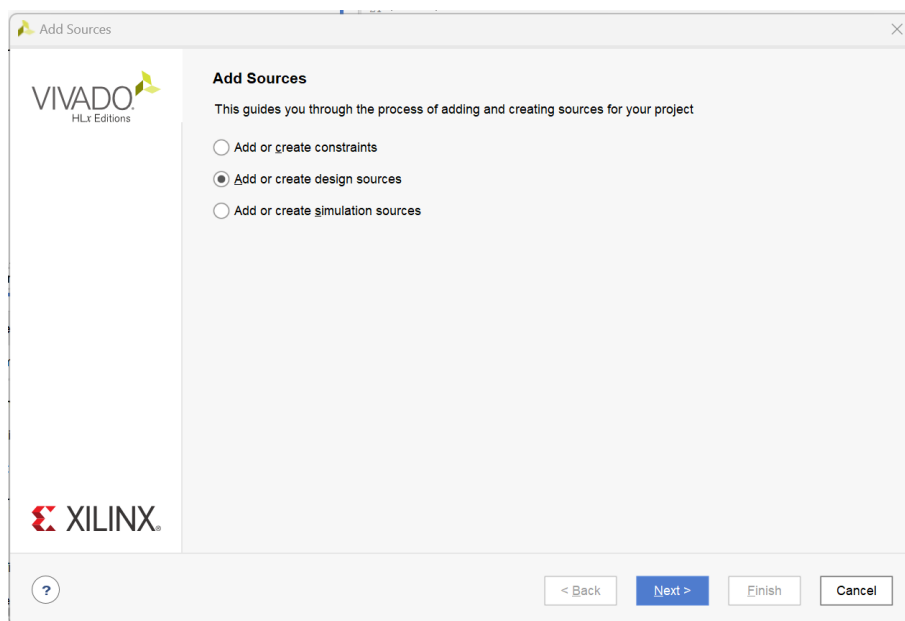 Add Sources
VIVADO
HLx Editions
Add Sources
This guides you through the process of adding and creating sources for your project
Add or create constraints
Add or create design sources
Add or create simulation sources
XILINX®
?
< Back
Next >
Finish
Cancel